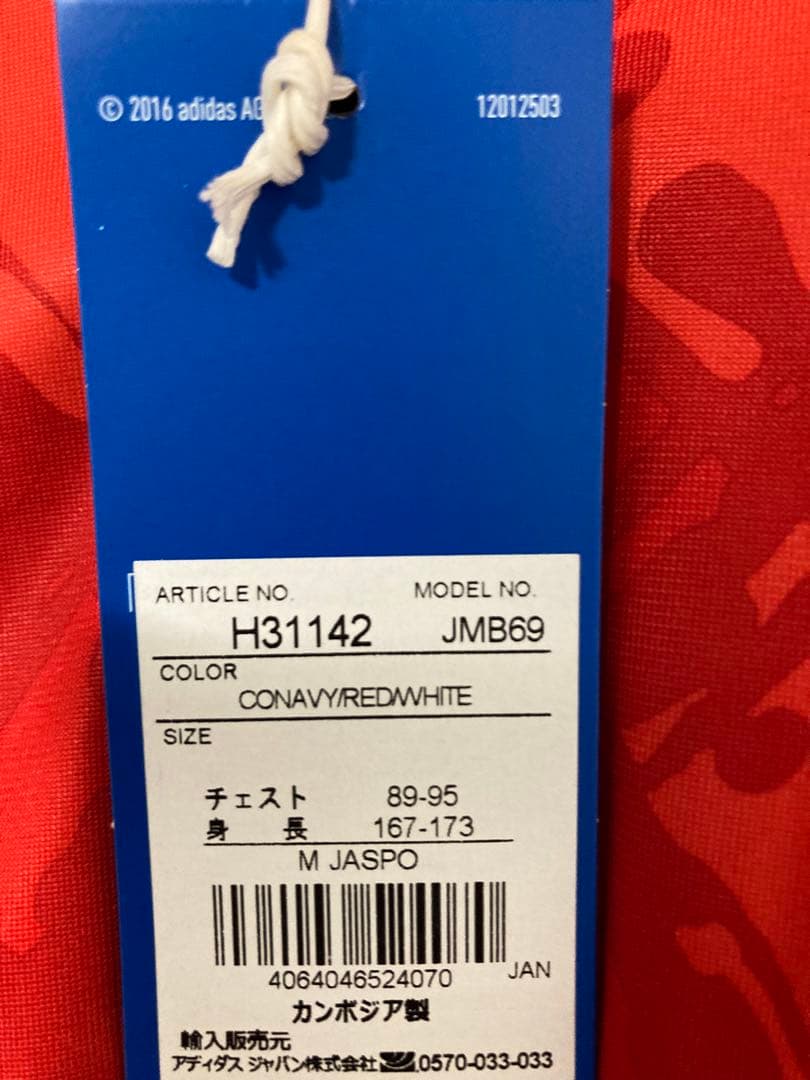 © 2016 adidas AG 12012503
ARTICLE NO. MODEL NO.
H31142 JMB69
COLOR
CONAVY/RED/WHITE
SIZE
チェスト 89-95
身 長 167-173
M JASPO
4064046524070 JAN
カンボジア製
輸入販売元
アディダス ジャパン株式会社 0570-033-033